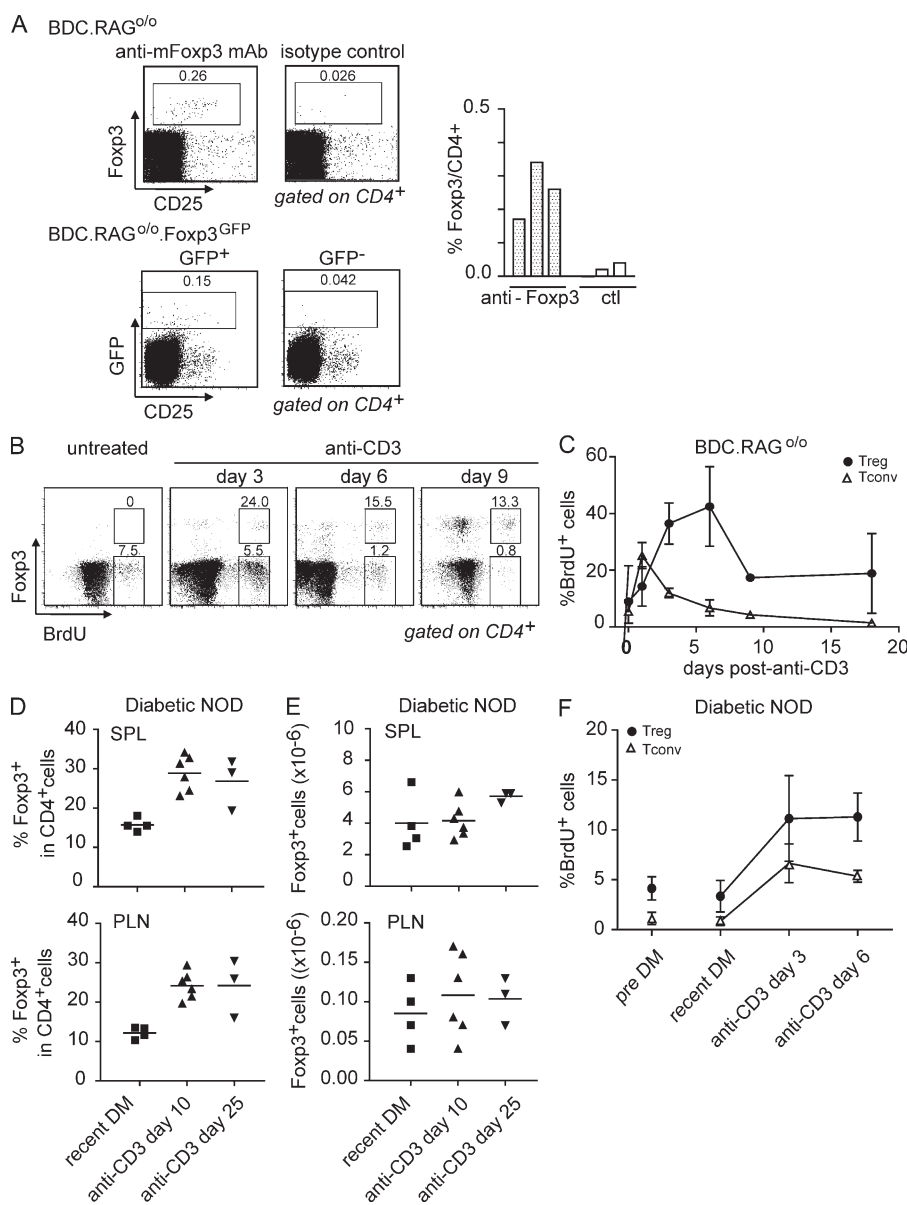 A
BDC.RAG^o/o
anti-mFoxp3 mAb
isotype control
0.26
0.026
Foxp3
CD25
gated on CD4+
BDC.RAG^o/o.Foxp3^GFP
GFP+
GFP-
0.15
0.042
GFP
CD25
gated on CD4+
0.5
0.0
% Foxp3/CD4+
anti - Foxp3
ctl
B
untreated
anti-CD3
day 3
day 6
day 9
0
24.0
15.5
13.3
7.5
5.5
1.2
0.8
Foxp3
BrdU
gated on CD4+
C
BDC.RAG^o/o
Treg
Tconv
60
40
20
0
%BrdU+ cells
0
5
10
15
20
days post-anti-CD3
D
Diabetic NOD
SPL
40
30
20
10
0
% Foxp3+
in CD4+cells
PLN
40
30
20
10
0
% Foxp3+
in CD4+cells
recent DM
anti-CD3 day 10
anti-CD3 day 25
E
Diabetic NOD
SPL
10
8
6
4
2
0
Foxp3+cells (x10-6)
PLN
0.20
0.15
0.10
0.05
0.00
Foxp3+cells ((x10-6)
recent DM
anti-CD3 day 10
anti-CD3 day 25
F
Diabetic NOD
Treg
Tconv
20
15
10
5
0
%BrdU+ cells
pre DM
recent DM
anti-CD3 day 3
anti-CD3 day 6